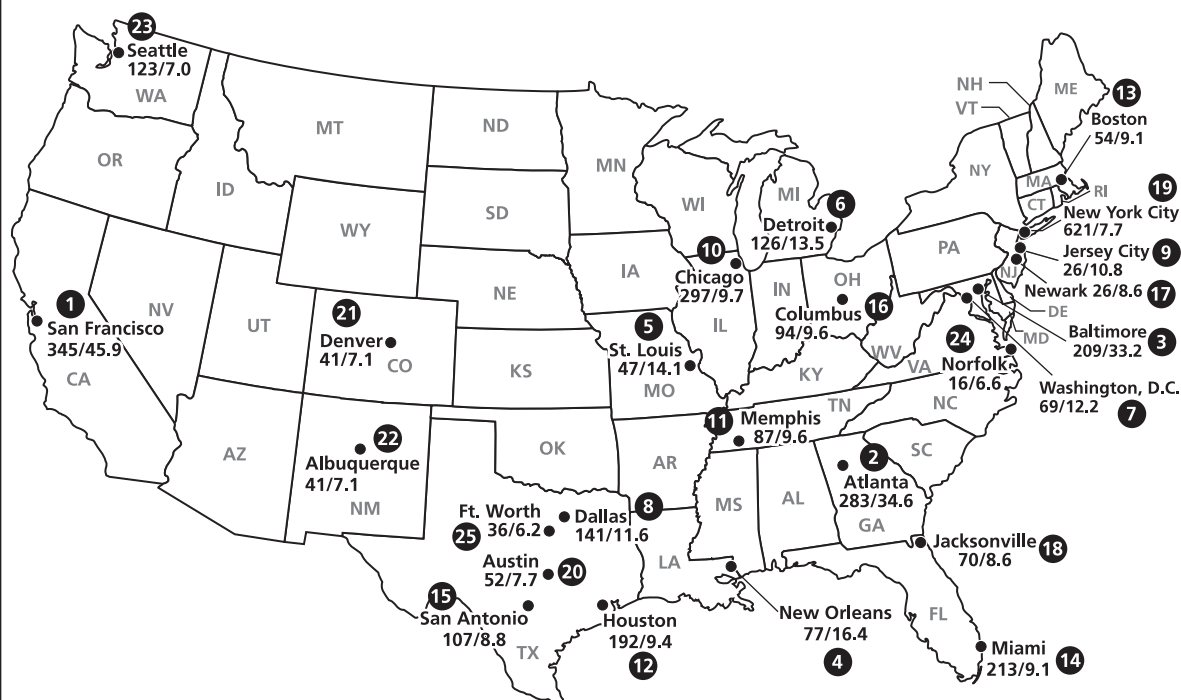 23
Seattle
123/7.0
WA
MT
ND
MN
OR
ID
WY
SD
WI
MI
6
Detroit
126/13.5
NH
VT
ME
13
Boston
54/9.1
NY
MA
CT
RI
19
New York City
621/7.7
Jersey City 9
26/10.8
NJ
Newark 26/8.6 17
PA
DE
MD
Baltimore
209/33.2 3
Washington, D.C.
69/12.2 7
1
San Francisco
345/45.9
CA
NV
UT
21
Denver
41/7.1
CO
NE
IA
10
Chicago
297/9.7
IL
IN
OH
Columbus 16
94/9.6
5
St. Louis
47/14.1
MO
KS
KY
WV
VA
24
Norfolk
16/6.6
AZ
22
Albuquerque
41/7.1
NM
OK
AR
11 Memphis
87/9.6
TN
NC
SC
2
Atlanta
283/34.6
GA
MS
AL
8
Ft. Worth
36/6.2
25
Dallas
141/11.6
Austin
52/7.7 20
15
San Antonio
107/8.8
TX
Houston
192/9.4
12
LA
New Orleans
77/16.4
4
Jacksonville 18
70/8.6
FL
Miami 14
213/9.1